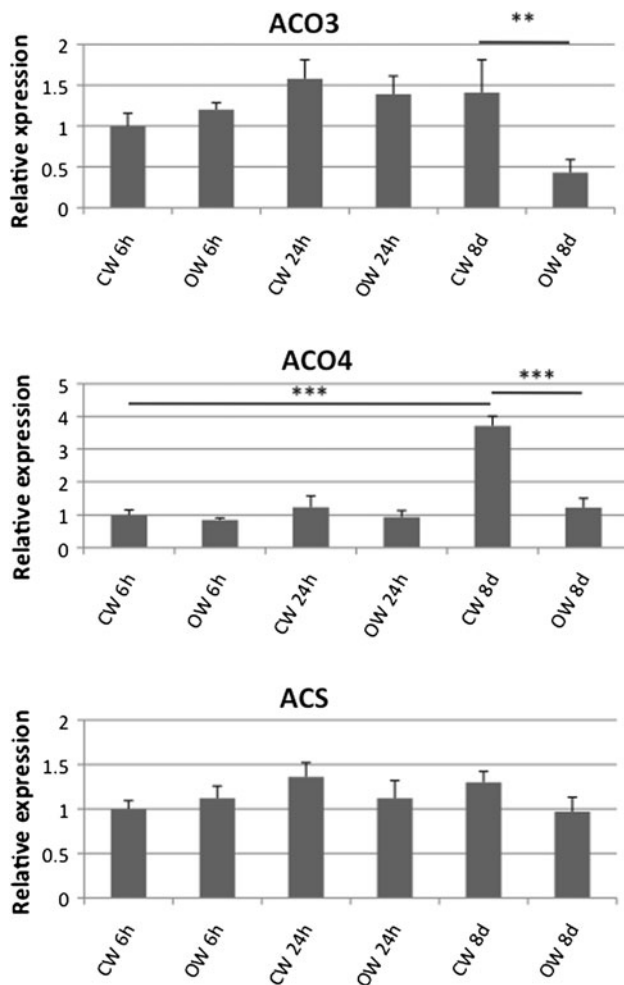 ACO3
**
Relative xpression
2
1.5
1
0.5
0
CW 6h
OW 6h
CW 24h
OW 24h
CW 8d
OW 8d
ACO4
***
***
Relative expression
5
4
3
2
1
0
CW 6h
OW 6h
CW 24h
OW 24h
CW 8d
OW 8d
ACS
Relative expression
2
1.5
1
0.5
0
CW 6h
OW 6h
CW 24h
OW 24h
CW 8d
OW 8d